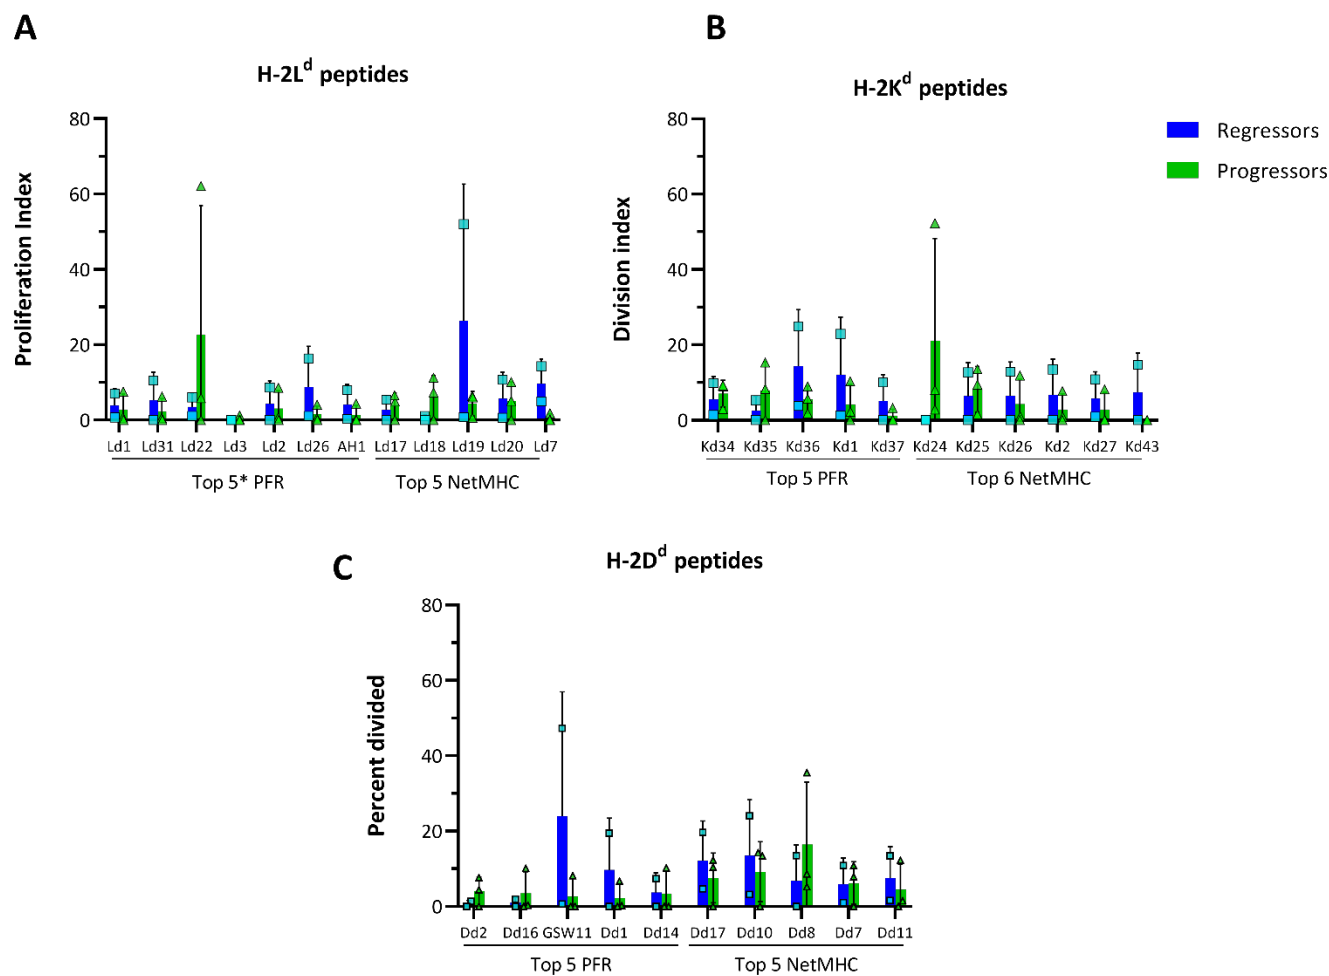 A
H-2Lᵈ peptides
Proliferation Index
80
60
40
20
0
Ld1 Ld31 Ld22 Ld3 Ld2 Ld26 AH1 Ld17 Ld18 Ld19 Ld20 Ld7
Top 5* PFR Top 5 NetMHC
B
H-2Kᵈ peptides
Division index
80
60
40
20
0
Kd34 Kd35 Kd36 Kd1 Kd37 Kd24 Kd25 Kd26 Kd2 Kd27 Kd43
Top 5 PFR Top 6 NetMHC
Regressors
Progressors
C
H-2Dᵈ peptides
Percent divided
80
60
40
20
0
Dd2 Dd16 GSW11 Dd1 Dd14 Dd17 Dd10 Dd8 Dd7 Dd11
Top 5 PFR Top 5 NetMHC